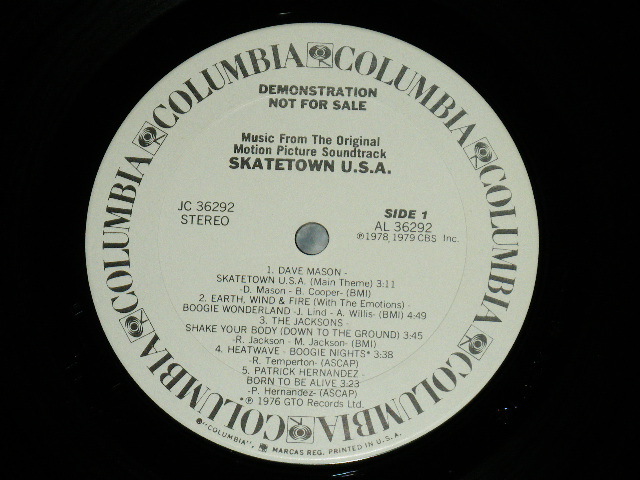 COLUMBIA COLUMBIA COLUMBIA COLUMBIA COLUMBIA COLUMBIA COLUMBIA COLUMBIA
DEMONSTRATION
NOT FOR SALE
Music From The Original
Motion Picture Soundtrack
SKATETOWN U.S.A.
JC 36292
STEREO
SIDE 1
AL 36292
℗1978, 1979 CBS Inc.
1. DAVE MASON -
SKATETOWN U.S.A. (Main Theme) 3:11
-D. Mason - B. Cooper- (BMI)
2. EARTH, WIND & FIRE (With The Emotions) -
BOOGIE WONDERLAND -J. Lind - A. Willis- (BMI) 4:49
3. THE JACKSONS -
SHAKE YOUR BODY (DOWN TO THE GROUND) 3:45
-R. Jackson - M. Jackson- (BMI)
4. HEATWAVE - BOOGIE NIGHTS* 3:38
-R. Temperton- (ASCAP)
5. PATRICK HERNANDEZ -
BORN TO BE ALIVE 3:23
-P. Hernandez- (ASCAP)
*℗ 1976 GTO Records Ltd.
®"COLUMBIA", MARCAS REG. PRINTED IN U.S.A.